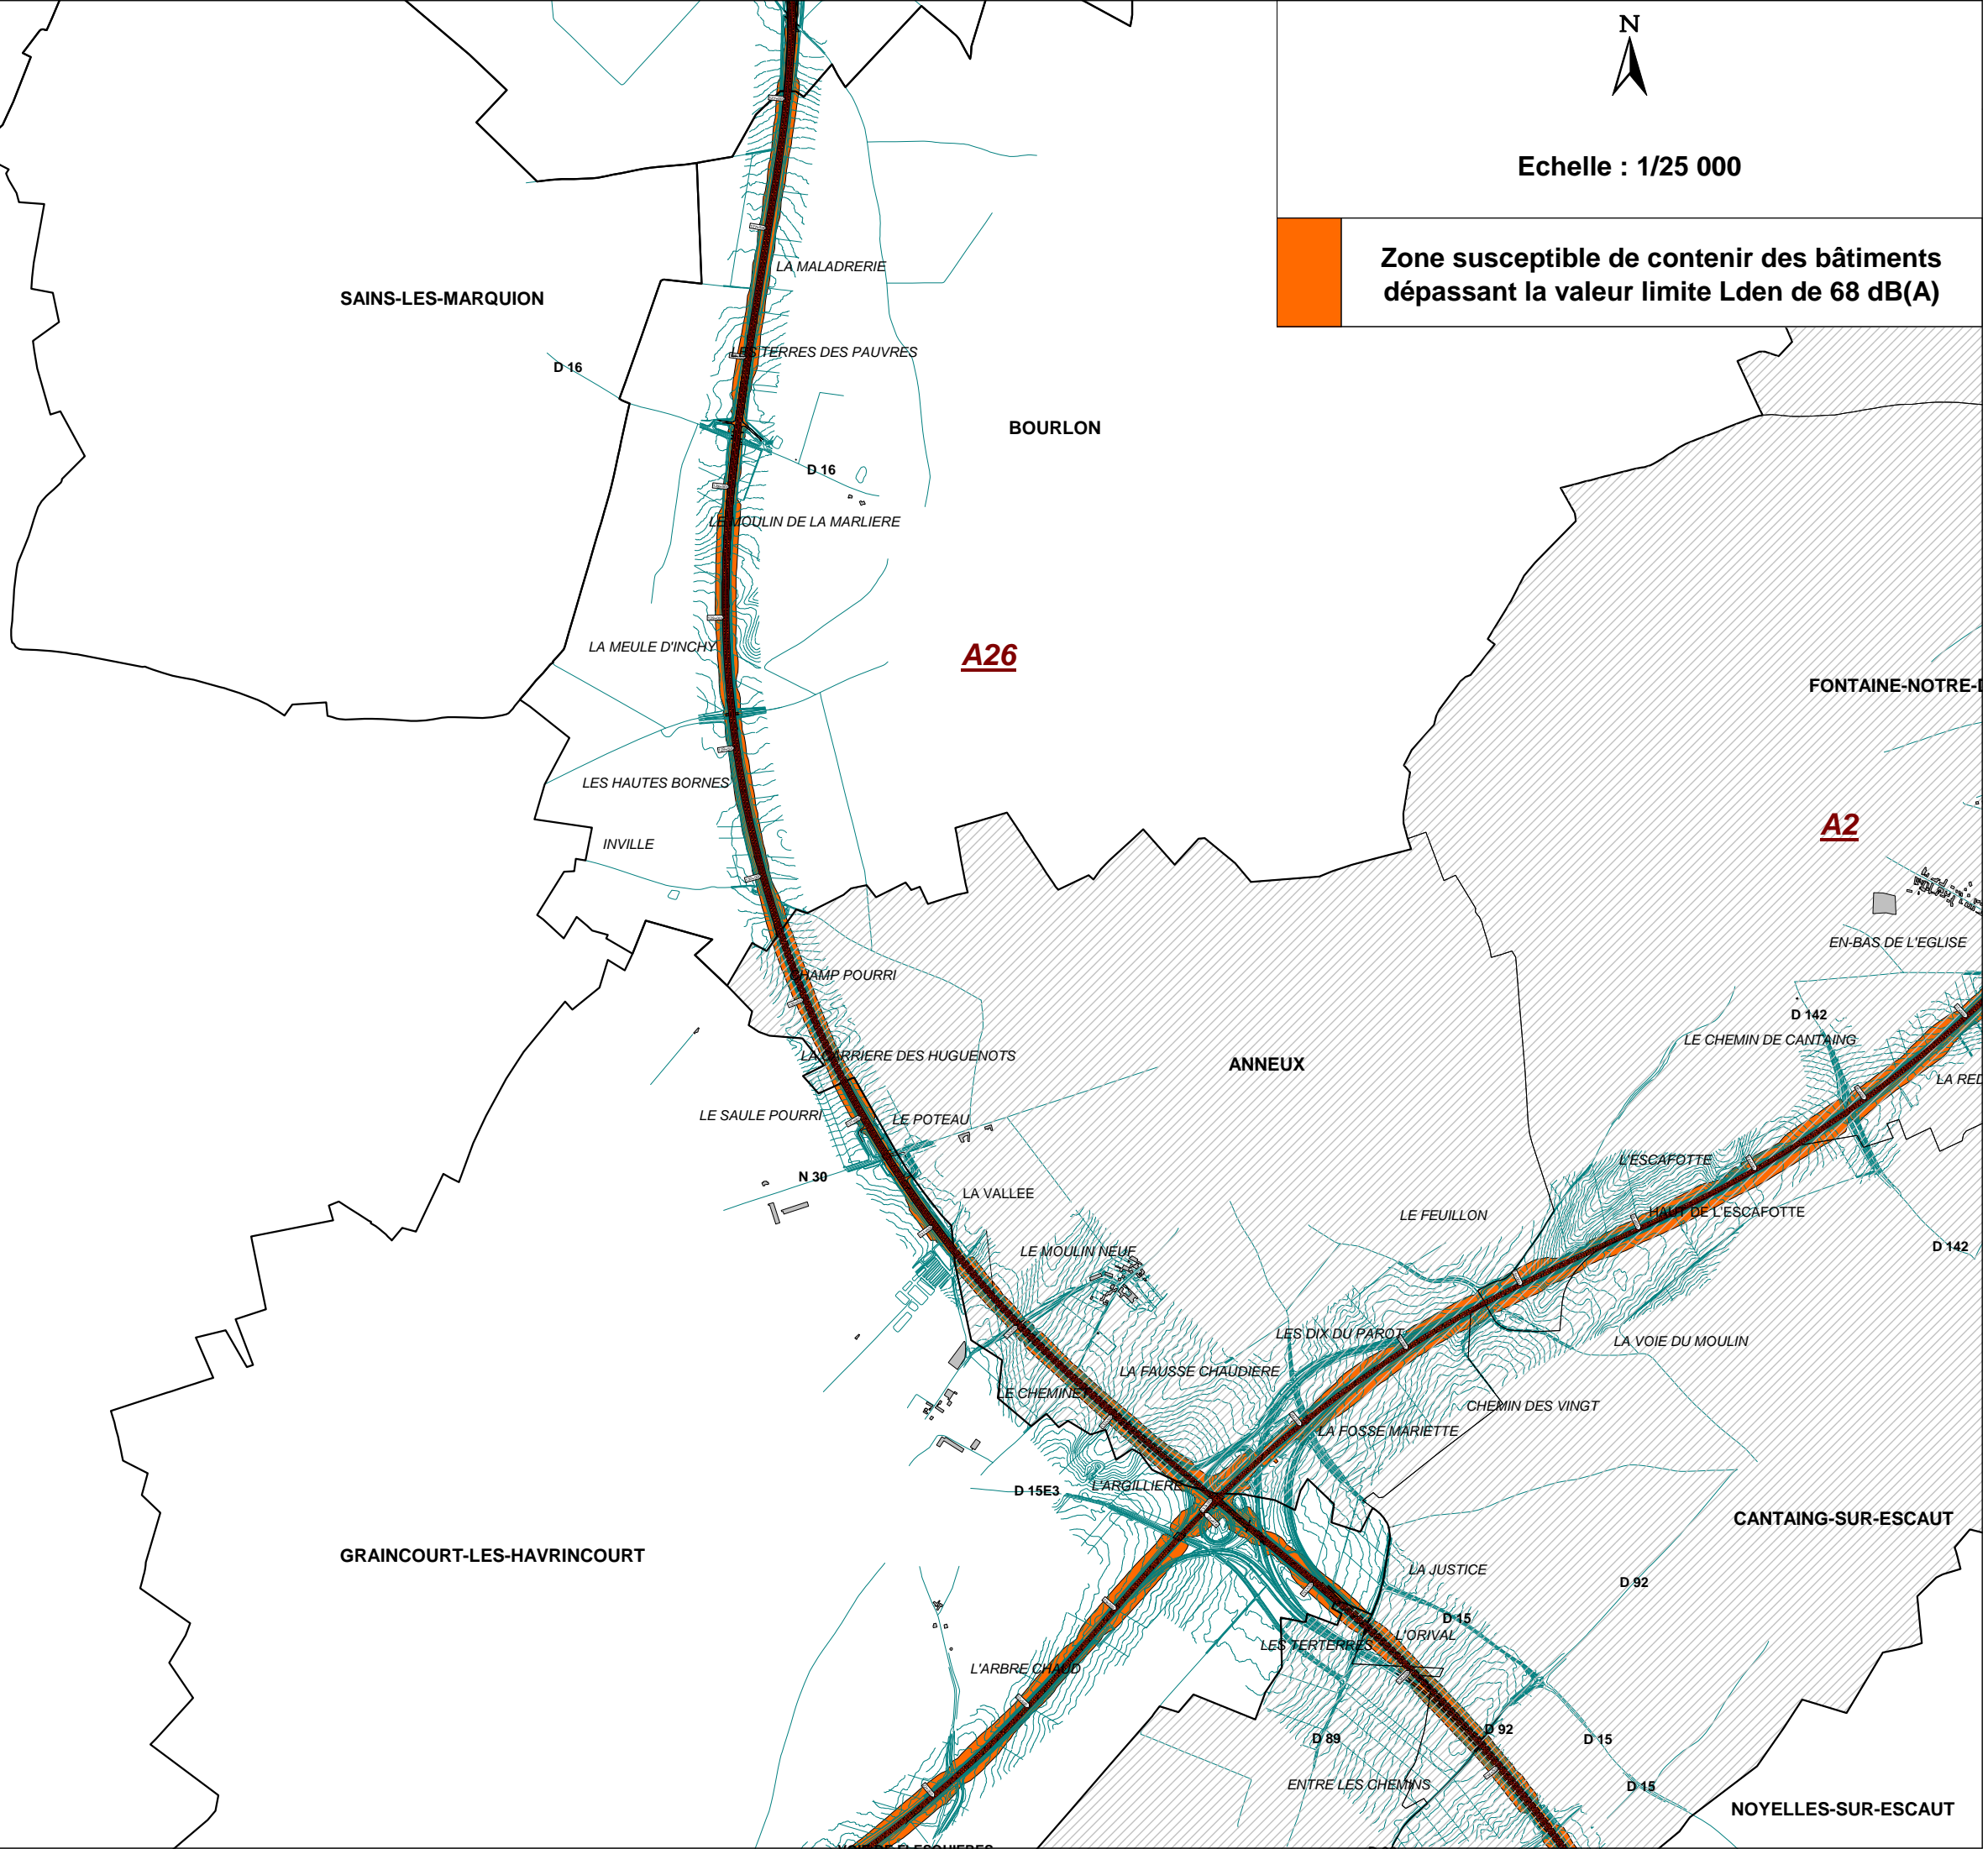 N
Echelle : 1/25 000
Zone susceptible de contenir des bâtiments
dépassant la valeur limite Lden de 68 dB(A)
LA MALADRERIE
SAINS-LES-MARQUION
LES TERRES DES PAUVRES
D 16
BOURLON
D 16
LE MOULIN DE LA MARLIERE
LA MEULE D'INCHY
A26
FONTAINE-NOTRE-D
LES HAUTES BORNES
A2
INVILLE
EN-BAS DE L'EGLISE
CHAMP POURRI
D 142
LE CHEMIN DE CANTAING
LA CARRIERE DES HUGUENOTS
ANNEUX
LA RED
LE SAULE POURRI
LE POTEAU
L'ESCAFOTTE
N 30
LA VALLEE
HAUT DE L'ESCAFOTTE
LE FEUILLON
D 142
LE MOULIN NEUF
LES DIX DU PAROT
LA VOIE DU MOULIN
LA FAUSSE CHAUDIERE
LE CHEMINET
CHEMIN DES VINGT
LA FOSSE MARIETTE
L'ARGILLIERE
D 15E3
CANTAING-SUR-ESCAUT
GRAINCOURT-LES-HAVRINCOURT
LA JUSTICE
D 92
D 15
L'ORIVAL
LES TERTERRES
L'ARBRE CHAUD
D 92
D 89
D 15
ENTRE LES CHEMINS
D 15
NOYELLES-SUR-ESCAUT